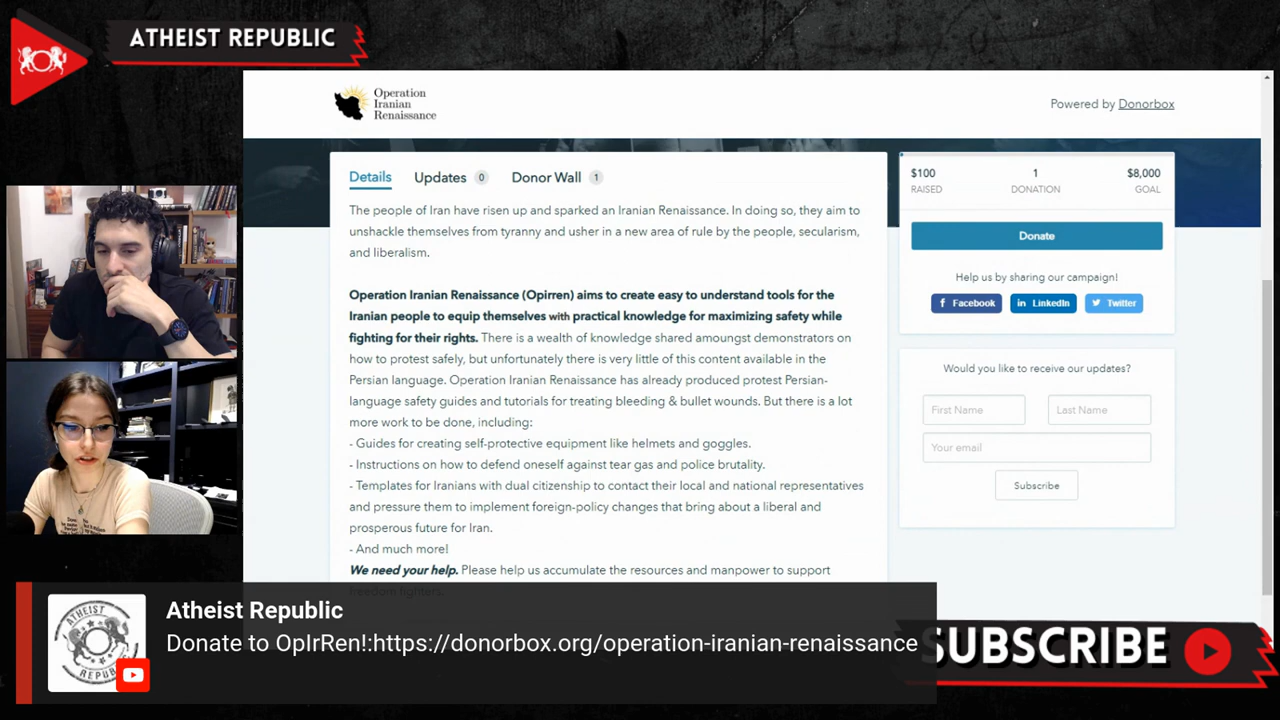 ATHEIST REPUBLIC
Operation
Iranian
Renaissance
Powered by Donorbox
Details
Updates 0
Donor Wall 1
The people of Iran have risen up and sparked an Iranian Renaissance. In doing so, they aim to
unshackle themselves from tyranny and usher in a new area of rule by the people, secularism,
and liberalism.
Operation Iranian Renaissance (Opirren) aims to create easy to understand tools for the
Iranian people to equip themselves with practical knowledge for maximizing safety while
fighting for their rights. There is a wealth of knowledge shared amoungst demonstrators on
how to protest safely, but unfortunately there is very little of this content available in the
Persian language. Operation Iranian Renaissance has already produced protest Persian-
language safety guides and tutorials for treating bleeding & bullet wounds. But there is a lot
more work to be done, including:
- Guides for creating self-protective equipment like helmets and goggles.
- Instructions on how to defend oneself against tear gas and police brutality.
- Templates for Iranians with dual citizenship to contact their local and national representatives
and pressure them to implement foreign-policy changes that bring about a liberal and
prosperous future for Iran.
- And much more!
We need your help. Please help us accumulate the resources and manpower to support
freedom fighters.
$100
RAISED
1
DONATION
$8,000
GOAL
Donate
Help us by sharing our campaign!
Facebook
LinkedIn
Twitter
Would you like to receive our updates?
First Name
Last Name
Your email
Subscribe
ATHEIST
REPUBLIC
Atheist Republic
Donate to OpIrRen!:https://donorbox.org/operation-iranian-renaissance
SUBSCRIBE